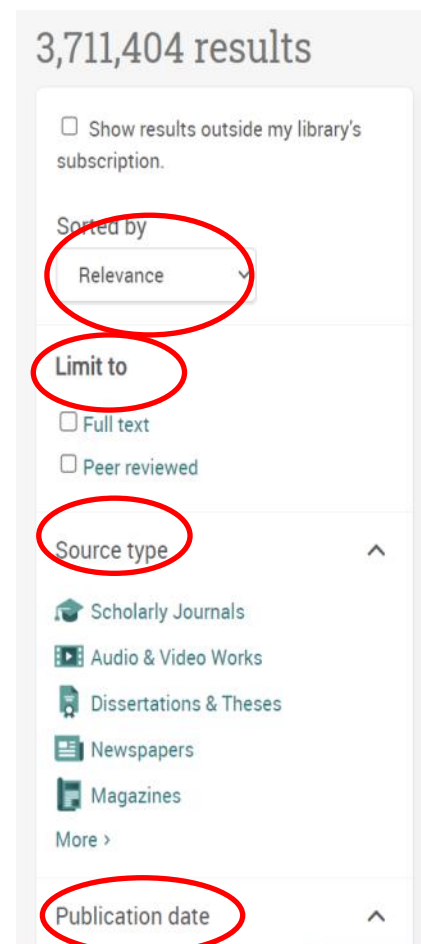 3,711,404 results
Show results outside my library's
subscription.
Sorted by
Relevance
Limit to
Full text
Peer reviewed
Source type
Scholarly Journals
Audio & Video Works
Dissertations & Theses
Newspapers
Magazines
More >
Publication date